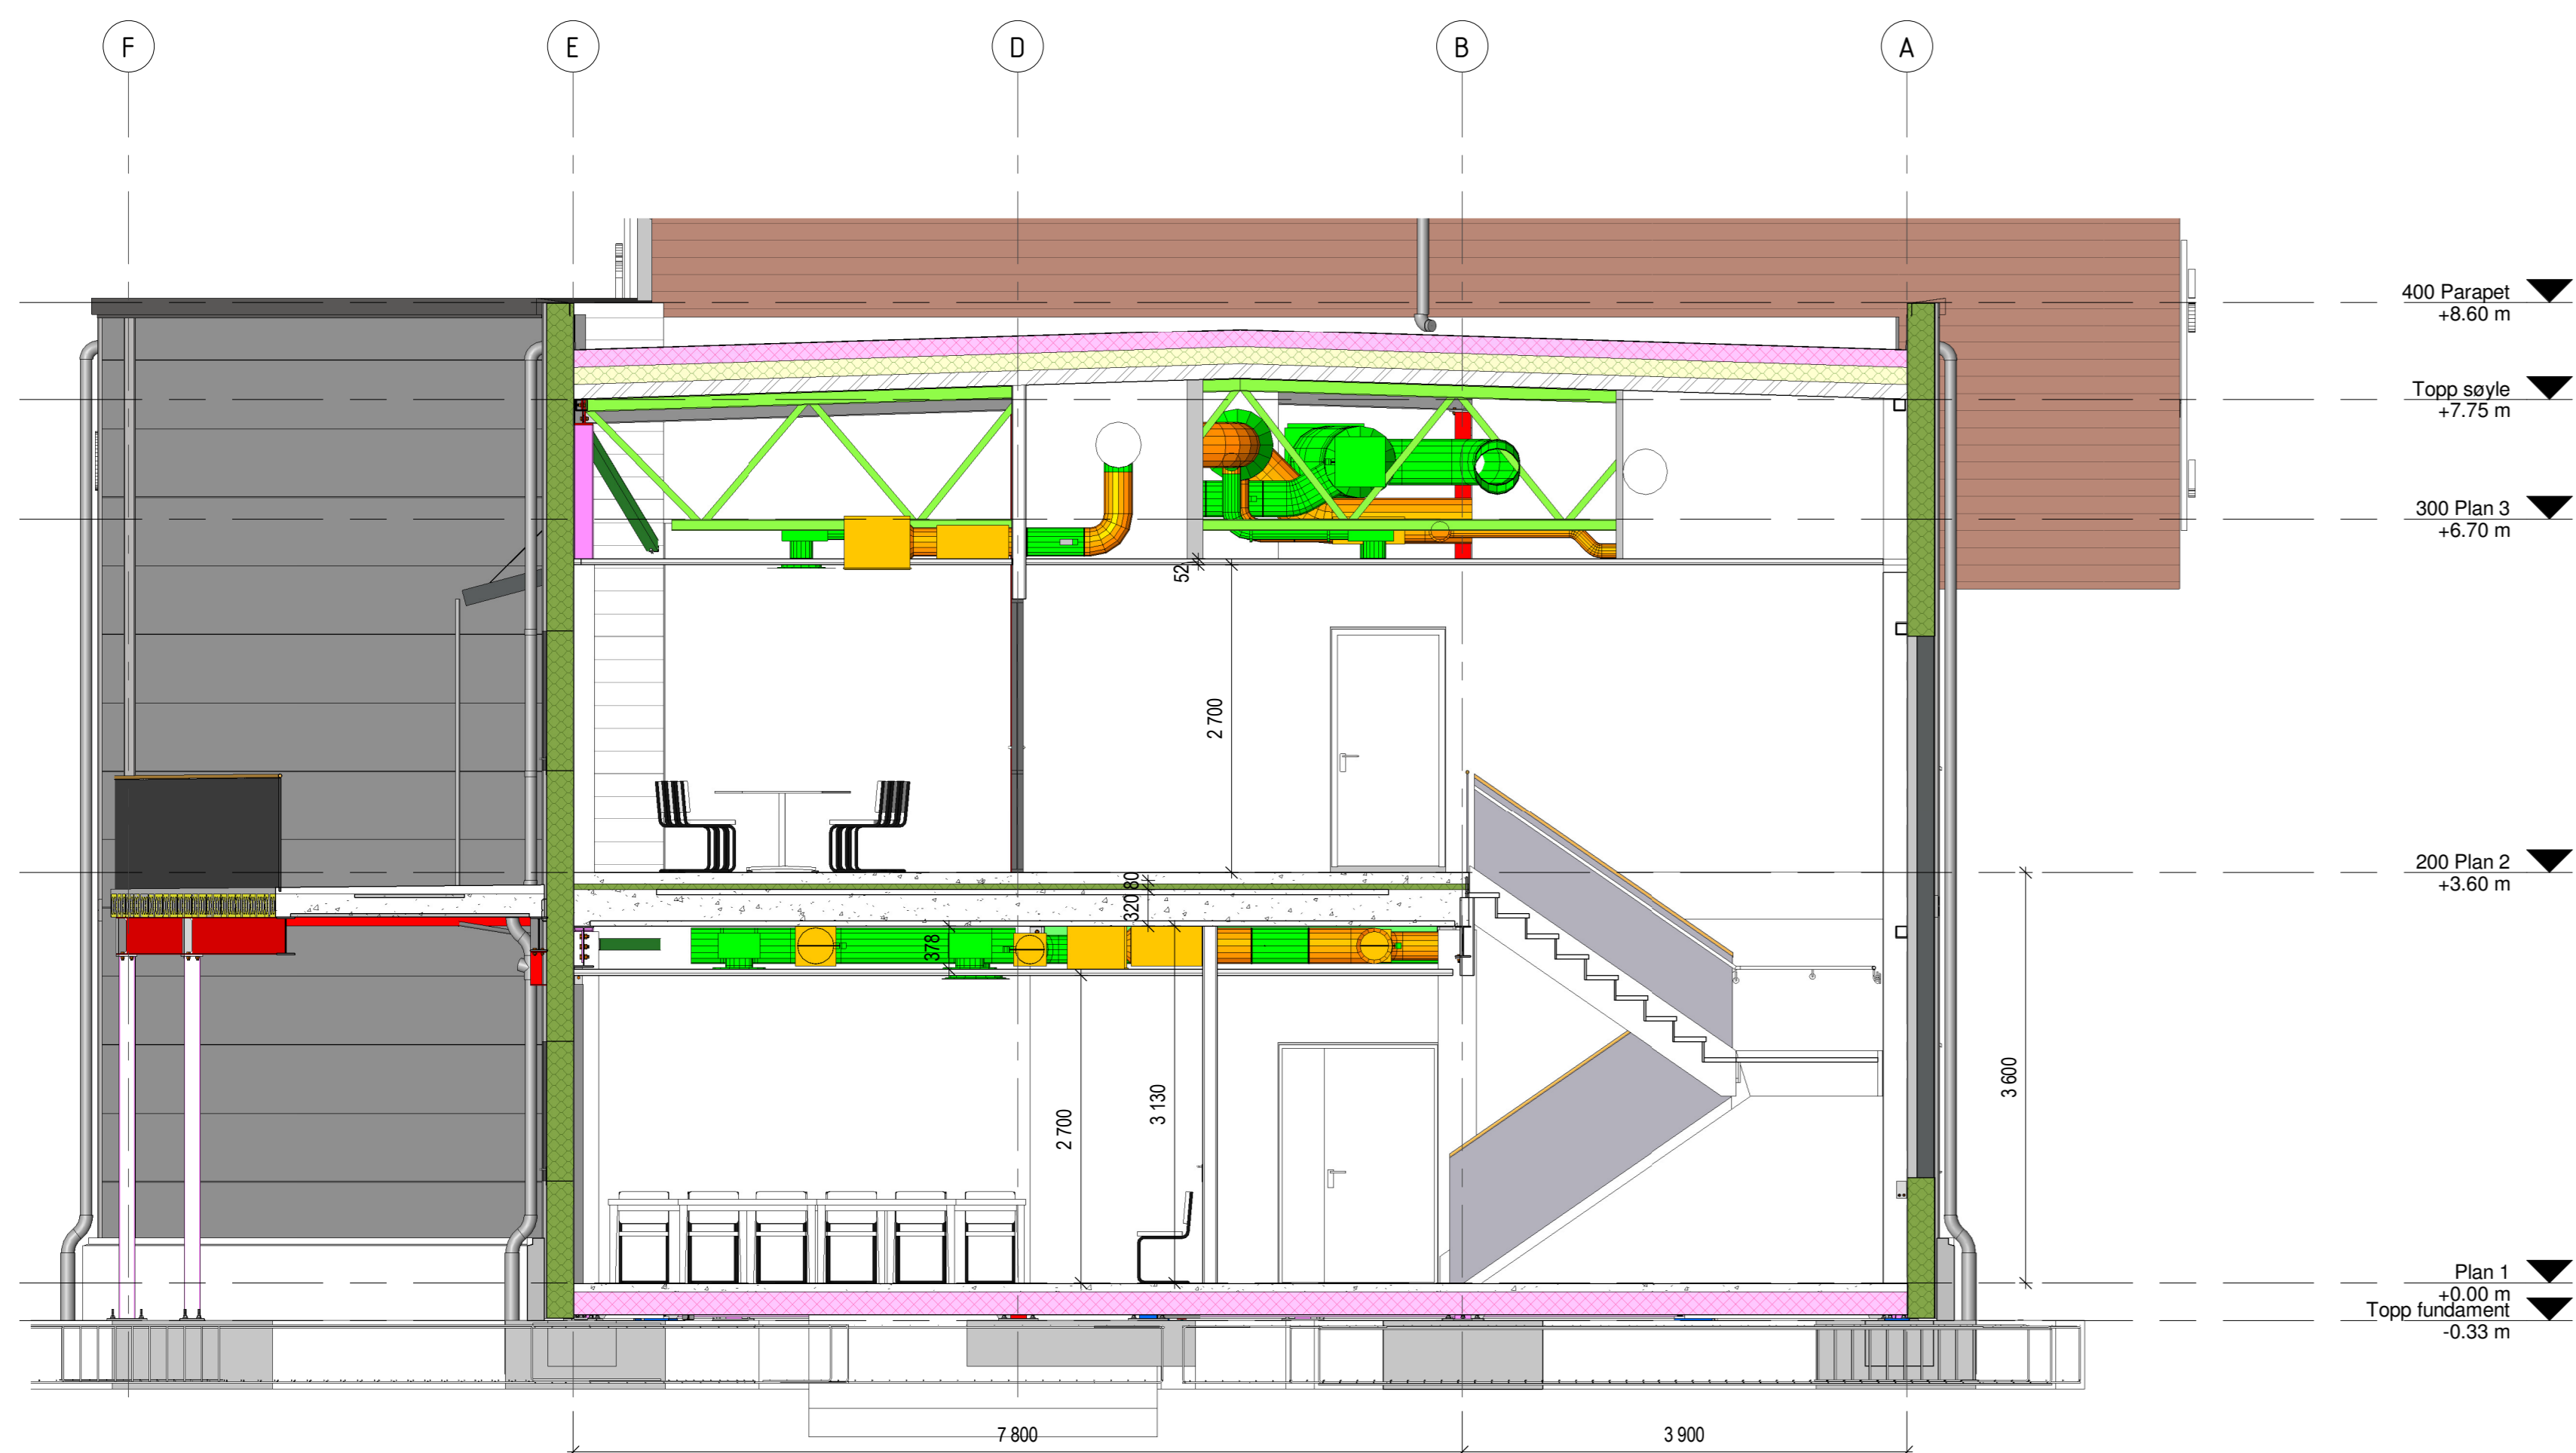 F
E
D
B
A
400 Parapet
+8.60 m
Topp søyle
+7.75 m
300 Plan 3
+6.70 m
52
2 700
200 Plan 2
+3.60 m
80
320
378
2 700
3 130
3 600
Plan 1
+0.00 m
Topp fundament
-0.33 m
7 800
3 900